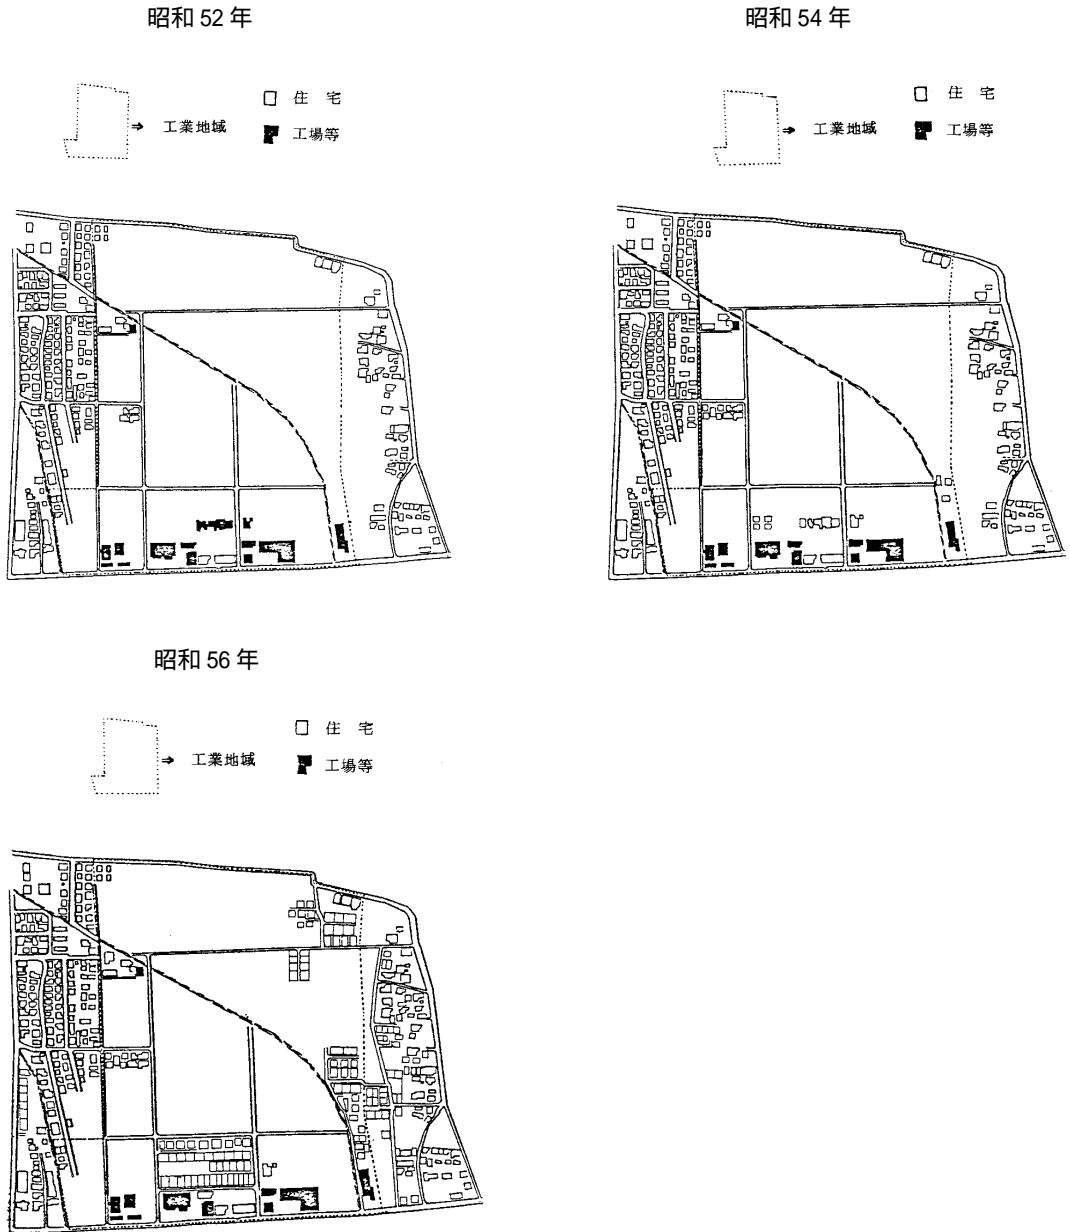 昭和 52 年
昭和 54 年
住 宅
⇒ 工業地域
工場等
住 宅
⇒ 工業地域
工場等
昭和 56 年
住 宅
⇒ 工業地域
工場等